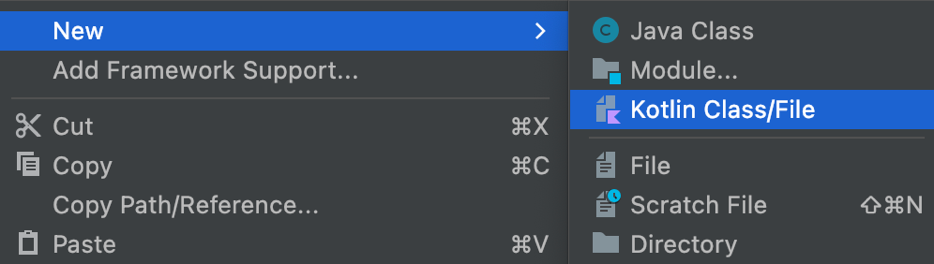 New
Add Framework Support...
Cut ⌘X
Copy ⌘C
Copy Path/Reference...
Paste ⌘V
C Java Class
Module...
Kotlin Class/File
File
Scratch File ⇧⌘N
Directory